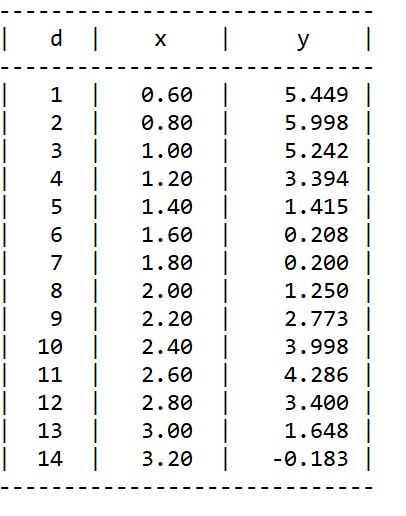 -----------------------------
|   d  |    x    |     y    |
-----------------------------
|   1  |   0.60  |    5.449 |
|   2  |   0.80  |    5.998 |
|   3  |   1.00  |    5.242 |
|   4  |   1.20  |    3.394 |
|   5  |   1.40  |    1.415 |
|   6  |   1.60  |    0.208 |
|   7  |   1.80  |    0.200 |
|   8  |   2.00  |    1.250 |
|   9  |   2.20  |    2.773 |
|  10  |   2.40  |    3.998 |
|  11  |   2.60  |    4.286 |
|  12  |   2.80  |    3.400 |
|  13  |   3.00  |    1.648 |
|  14  |   3.20  |   -0.183 |
-----------------------------